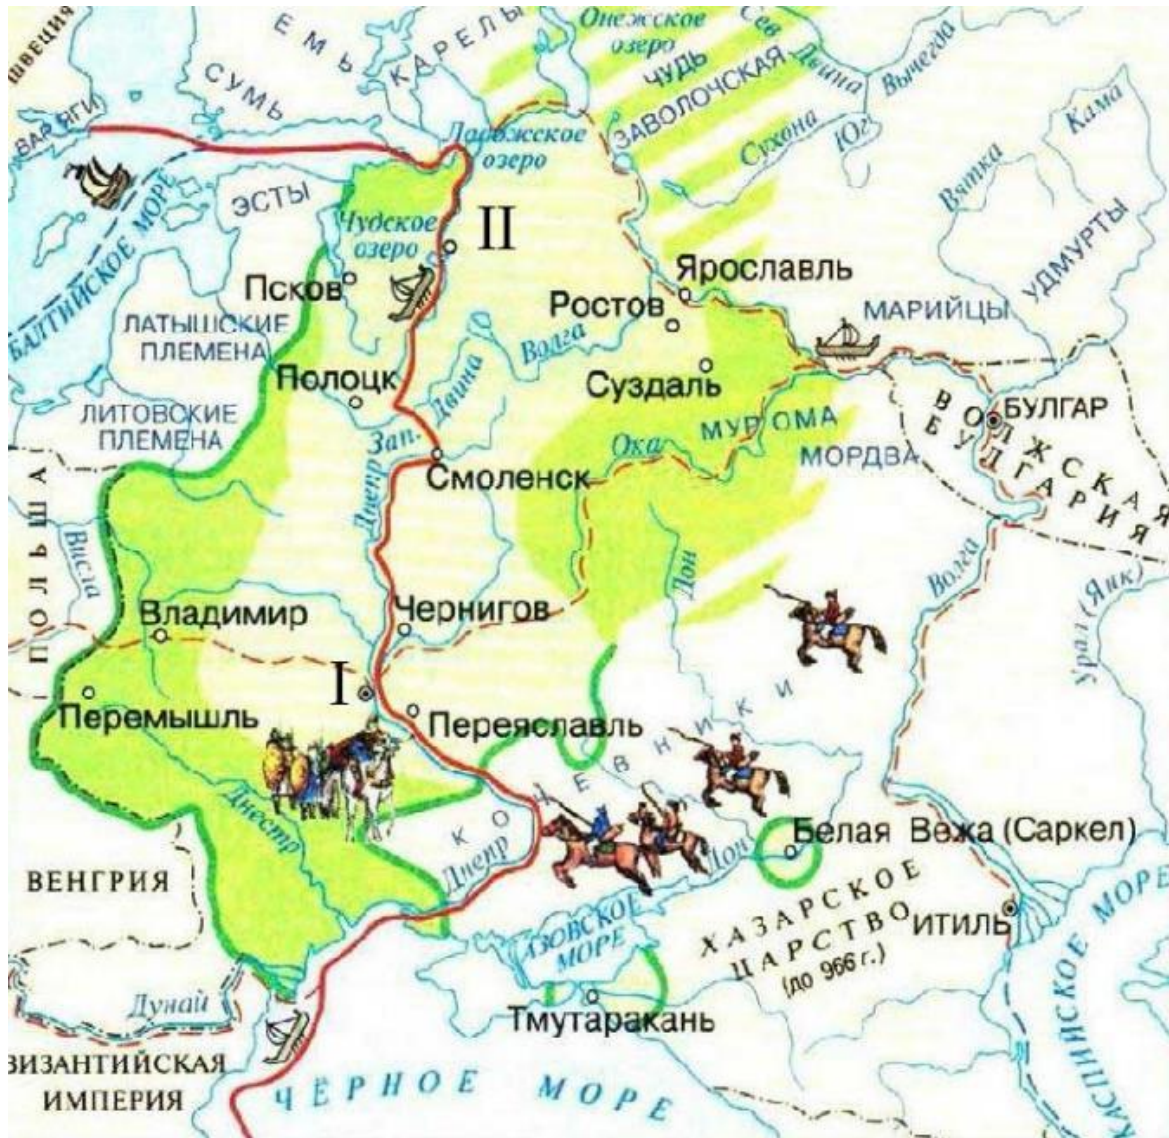 ШВЕЦИЯ
ЕМЬ
КАРЕЛЫ
Онежское
озеро
Сев. Двина
Вычегда
СУМЬ
ЧУДЬ
ЗАВОЛОЧСКАЯ
Кама
ВАРЯГИ
Ладожское
озеро
Сухона
Юг
Вятка
ЭСТЫ
БАЛТИЙСКОЕ МОРЕ
Чудское
озеро
II
УДМУРТЫ
Псков
Ярославль
Ростов
МАРИЙЦЫ
ЛАТЫШСКИЕ
ПЛЕМЕНА
Волга
Полоцк
Зап. Двина
Суздаль
ЛИТОВСКИЕ
ПЛЕМЕНА
МУРОМА
БУЛГАР
ВОЛЖСКАЯ
БУЛГАРИЯ
Ока
МОРДВА
Смоленск
Днепр
ПОЛЬША
Висла
Дон
Волга
Урал (Яик)
Владимир
Чернигов
I
Перемышль
Переяславль
КОЧЕВНИКИ
Днестр
Днепр
Дон
Белая Вежа (Саркел)
ВЕНГРИЯ
ХАЗАРСКОЕ
ЦАРСТВО
(до 966 г.)
ИТИЛЬ
АЗОВСКОЕ
МОРЕ
КАСПИЙСКОЕ МОРЕ
Дунай
Тмутаракань
ВИЗАНТИЙСКАЯ
ИМПЕРИЯ
ЧЁРНОЕ МОРЕ